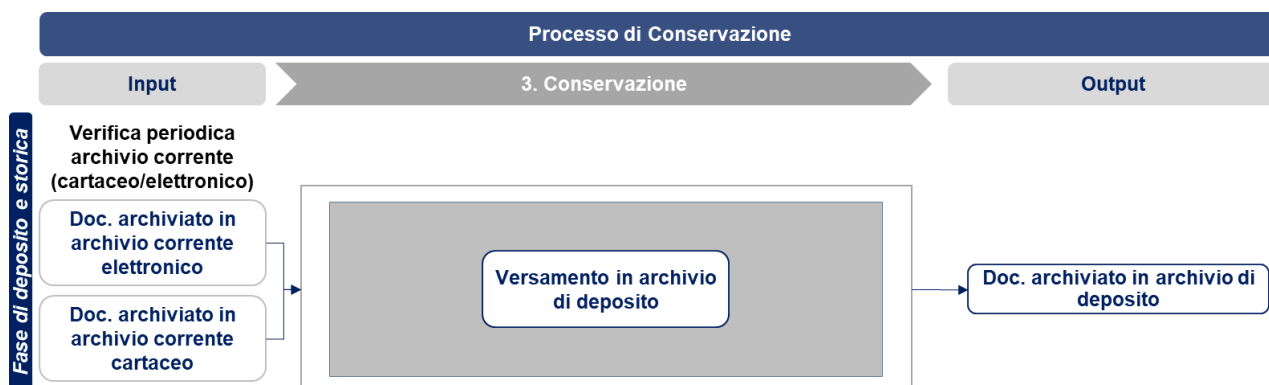 Processo di Conservazione
Input
3. Conservazione
Output
Fase di deposito e storica
Verifica periodica
archivio corrente
(cartaceo/elettronico)
Doc. archiviato in
archivio corrente
elettronico
Doc. archiviato in
archivio corrente
cartaceo
Versamento in archivio
di deposito
Doc. archiviato in archivio di
deposito